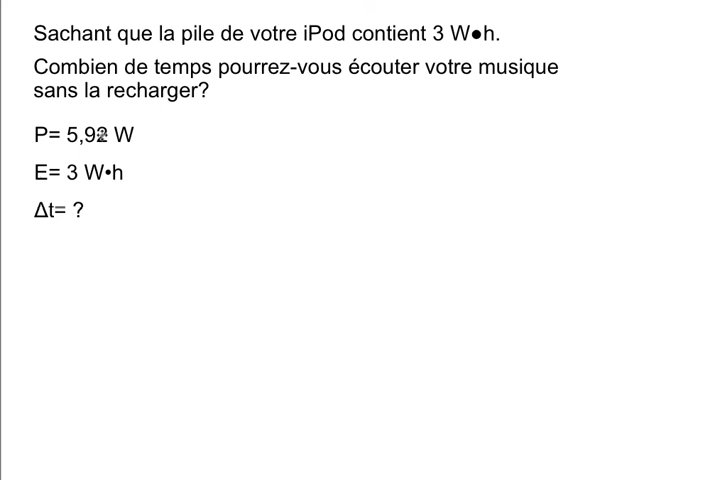 Sachant que la pile de votre iPod contient 3 W●h.
Combien de temps pourrez-vous écouter votre musique
sans la recharger?
P= 5,92 W
E= 3 W•h
Δt= ?